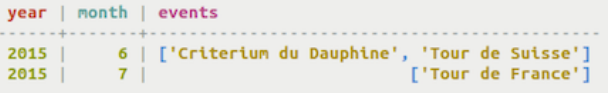 year | month | events
------+-------+---------------------------------------------
2015 | 6 | ['Criterium du Dauphine', 'Tour de Suisse']
2015 | 7 | ['Tour de France']